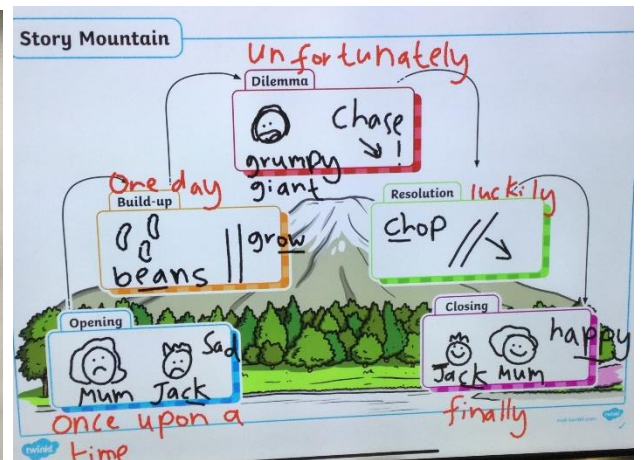 Story Mountain
unfortunately
Dilemma
Chase
grumpy
giant
!
One day
Build-up
grow
beans
Resolution
luckily
chop
Opening
Sad
Mum Jack
Once upon a
time
Closing
happy
Jack Mum
finally
twinkl